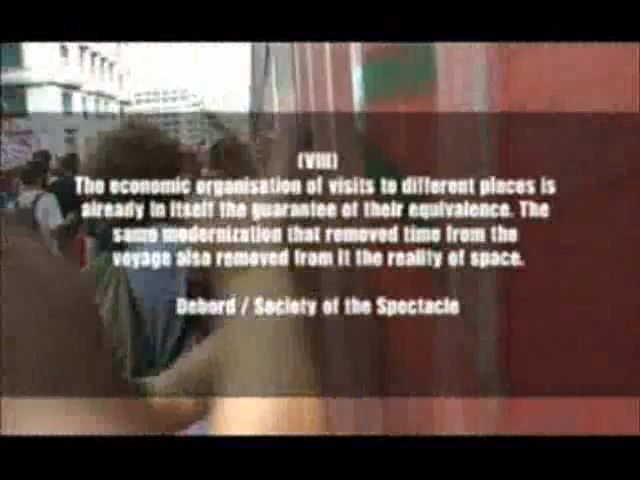 (VIII)
The economic organisation of visits to different places is
already in itself the guarantee of their equivalence. The
same modernization that removed time from the
voyage also removed from it the reality of space.
Debord / Society of the Spectacle